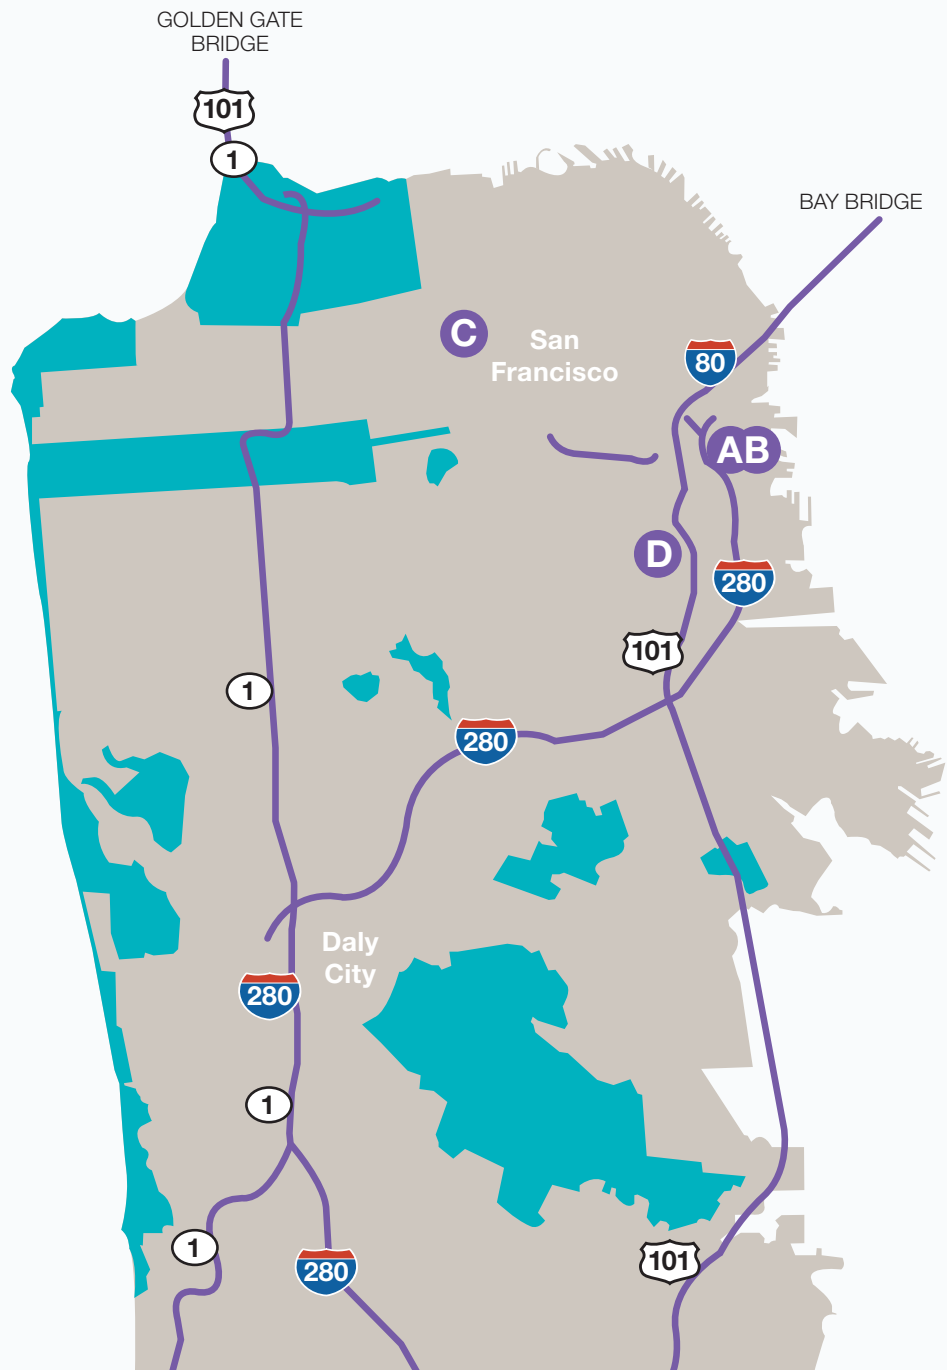 GOLDEN GATE
BRIDGE
101
1
BAY BRIDGE
C
San
Francisco
80
AB
D
280
101
1
280
Daly
City
280
1
1
280
101